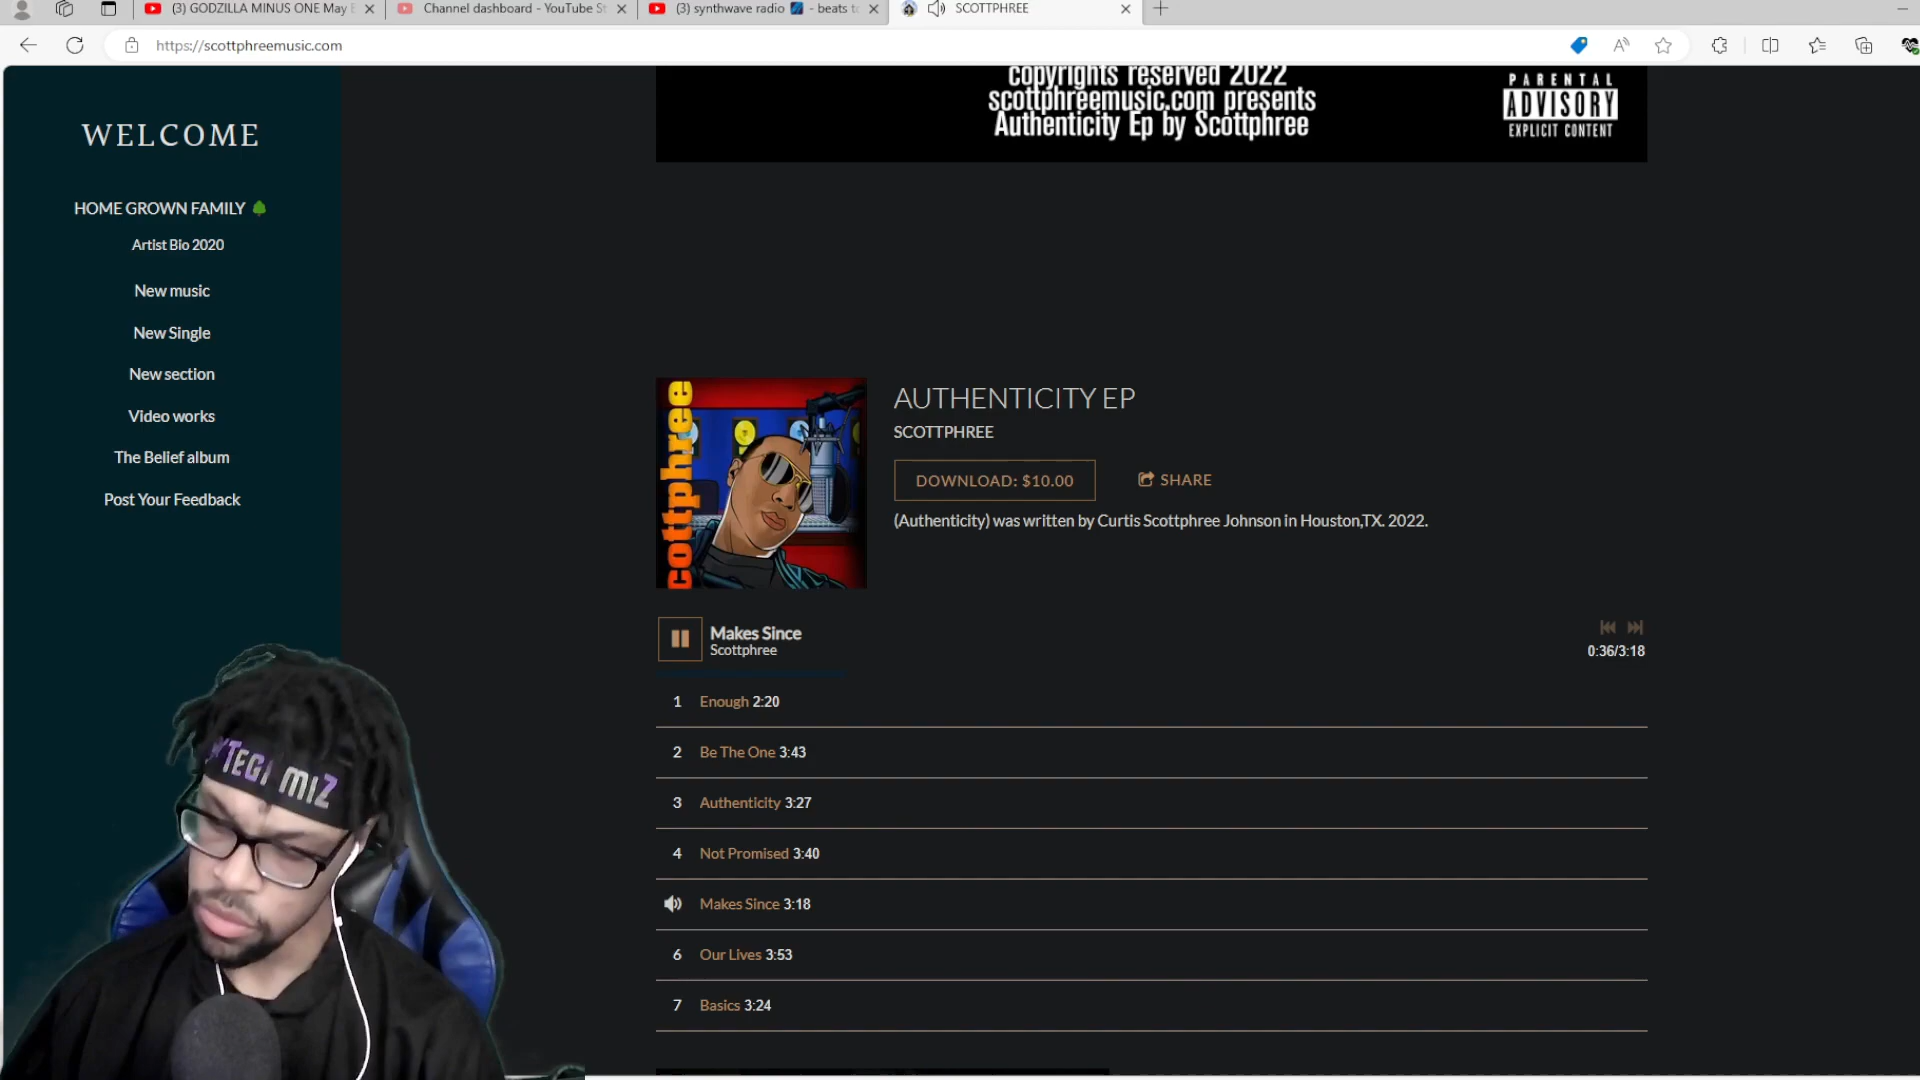 (3) GODZILLA MINUS ONE May B
Channel dashboard - YouTube St
(3) synthwave radio - beats to
SCOTTPHREE
https://scottphreemusic.com
copyrights reserved 2022
scottphreemusic.com presents
Authenticity Ep by Scottphree
PARENTAL
ADVISORY
EXPLICIT CONTENT
WELCOME
HOME GROWN FAMILY
Artist Bio 2020
New music
New Single
New section
Video works
The Belief album
Post Your Feedback
scottphree
AUTHENTICITY EP
SCOTTPHREE
DOWNLOAD: $10.00
SHARE
(Authenticity) was written by Curtis Scottphree Johnson in Houston,TX. 2022.
Makes Since
Scottphree
0:36/3:18
1 Enough 2:20
2 Be The One 3:43
3 Authenticity 3:27
4 Not Promised 3:40
Makes Since 3:18
6 Our Lives 3:53
7 Basics 3:24
MIZ